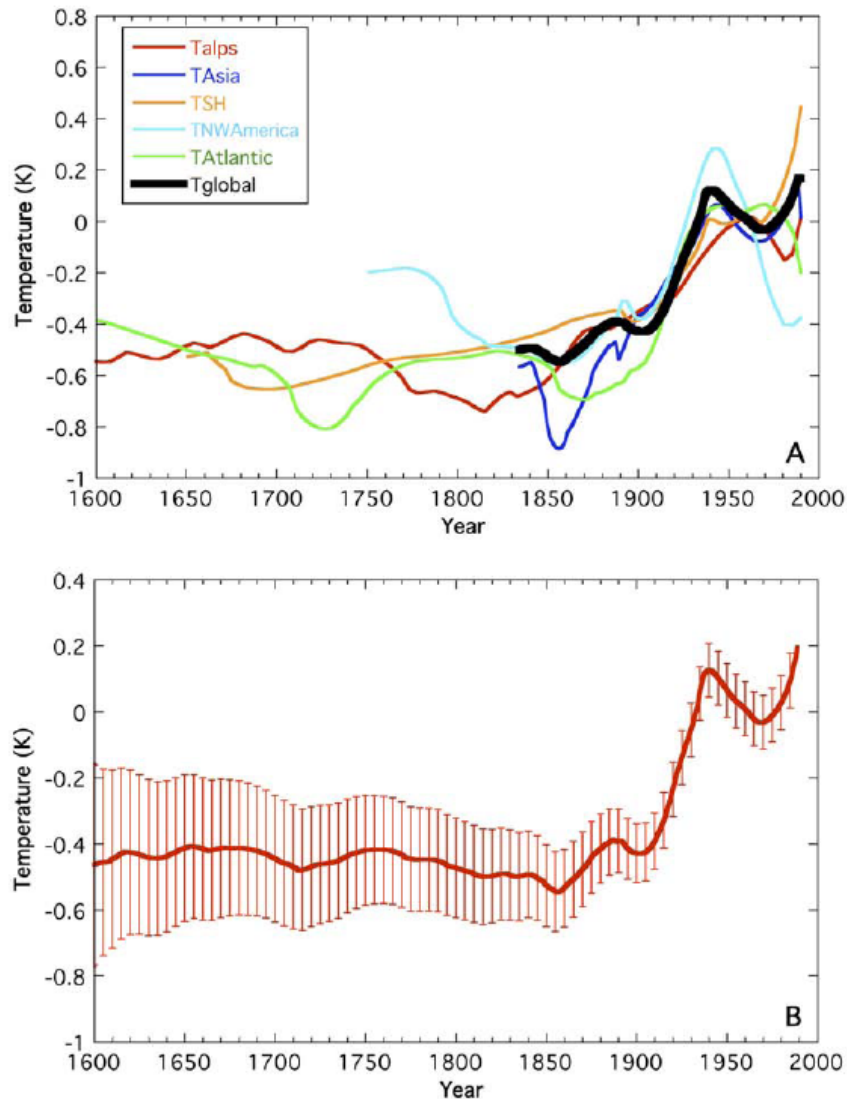 0.8
0.6
0.4
0.2
0
-0.2
-0.4
-0.6
-0.8
-1
Temperature (K)
Talps
TAsia
TSH
TNWAmerica
TAtlantic
Tglobal
A
1600 1650 1700 1750 1800 1850 1900 1950 2000
Year
0.4
0.2
0
-0.2
-0.4
-0.6
-0.8
-1
Temperature (K)
B
1600 1650 1700 1750 1800 1850 1900 1950 2000
Year